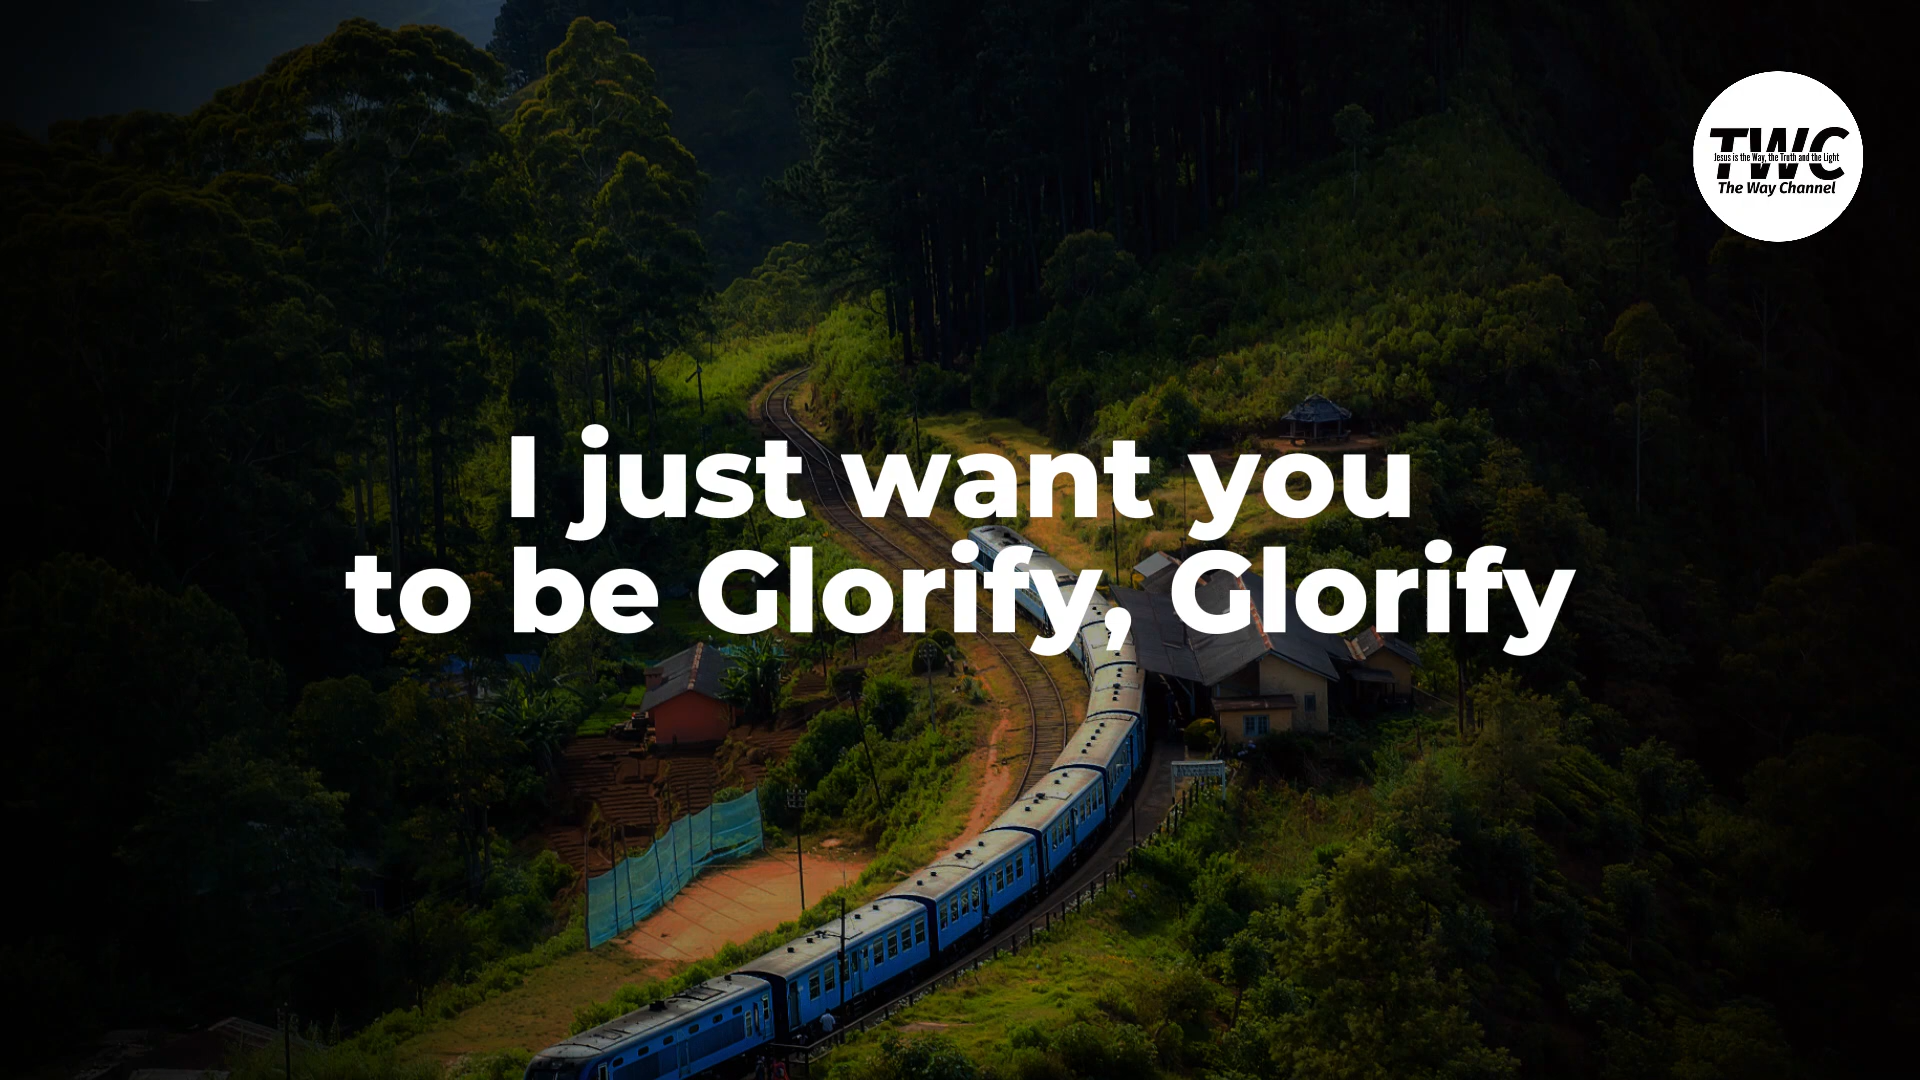 TWC
Jesus is the Way, the Truth and the Light
The Way Channel
I just want you
to be Glorify, Glorify